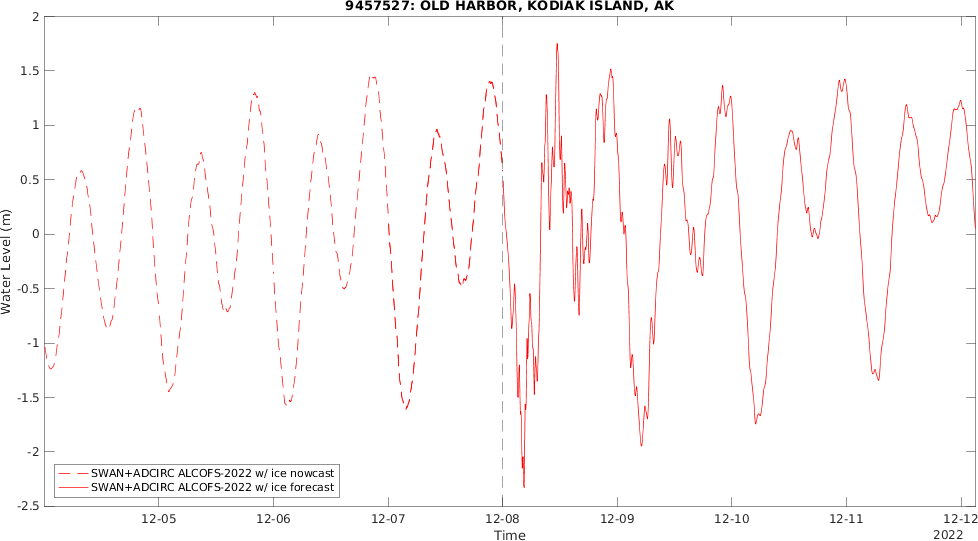 9457527: OLD HARBOR, KODIAK ISLAND, AK
2
1.5
1
0.5
0
-0.5
-1
-1.5
-2
-2.5
Water Level (m)
SWAN+ADCIRC ALCOFS-2022 w/ ice nowcast
SWAN+ADCIRC ALCOFS-2022 w/ ice forecast
12-05 12-06 12-07 12-08 12-09 12-10 12-11 12-12
Time 2022